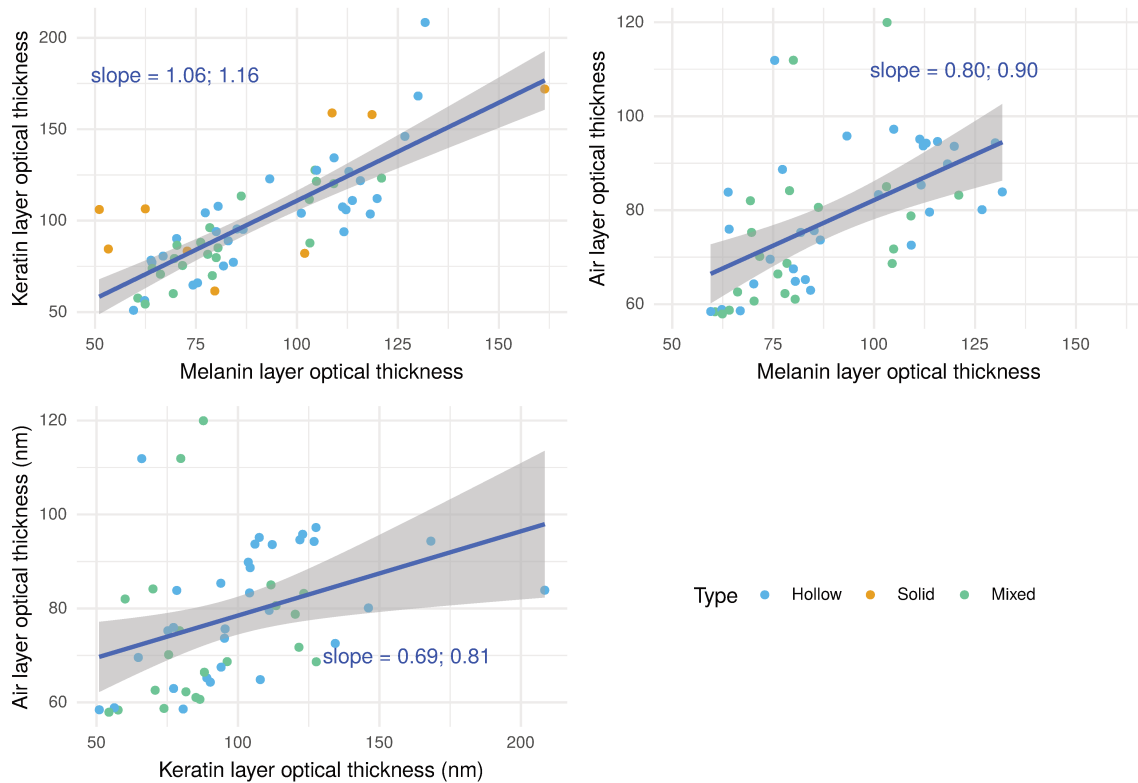 Keratin layer optical thickness
200
150
100
50
slope = 1.06; 1.16
50
75
100
125
150
Melanin layer optical thickness
Air layer optical thickness
120
100
80
60
slope = 0.80; 0.90
50
75
100
125
150
Melanin layer optical thickness
Air layer optical thickness (nm)
120
100
80
60
slope = 0.69; 0.81
50
100
150
200
Keratin layer optical thickness (nm)
Type Hollow Solid Mixed